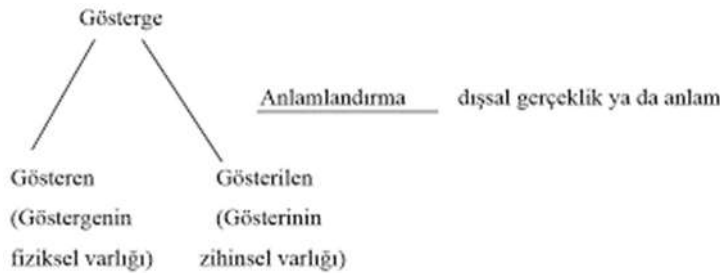 Gösterge
Anlamlandırma dışsal gerçeklik ya da anlam
Gösteren Gösterilen
(Göstergenin (Gösterinin
fiziksel varlığı) zihinsel varlığı)